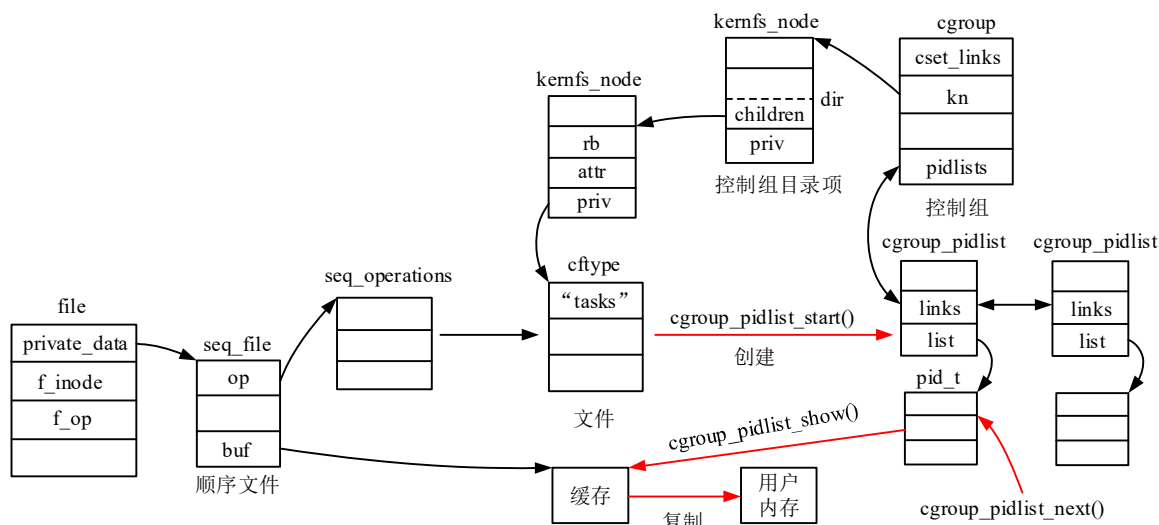 kernfs_node
cgroup
cset_links
kn
pidlists
控制组
dir
children
priv
控制组目录项
kernfs_node
rb
attr
priv
cgroup_pidlist
cgroup_pidlist
links
list
links
list
seq_operations
cftype
“tasks”
文件
cgroup_pidlist_start()
创建
file
private_data
f_inode
f_op
seq_file
op
buf
顺序文件
pid_t
cgroup_pidlist_show()
cgroup_pidlist_next()
缓存
复制
用户
内存